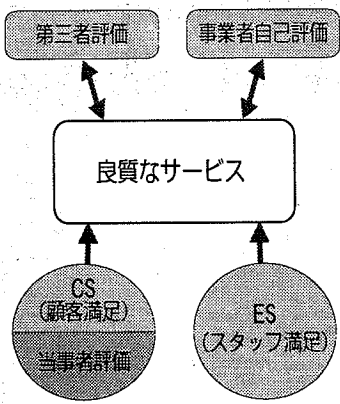 第三者評価
事業者自己評価
良質なサービス
CS
(顧客満足)
当事者評価
ES
(スタッフ満足)